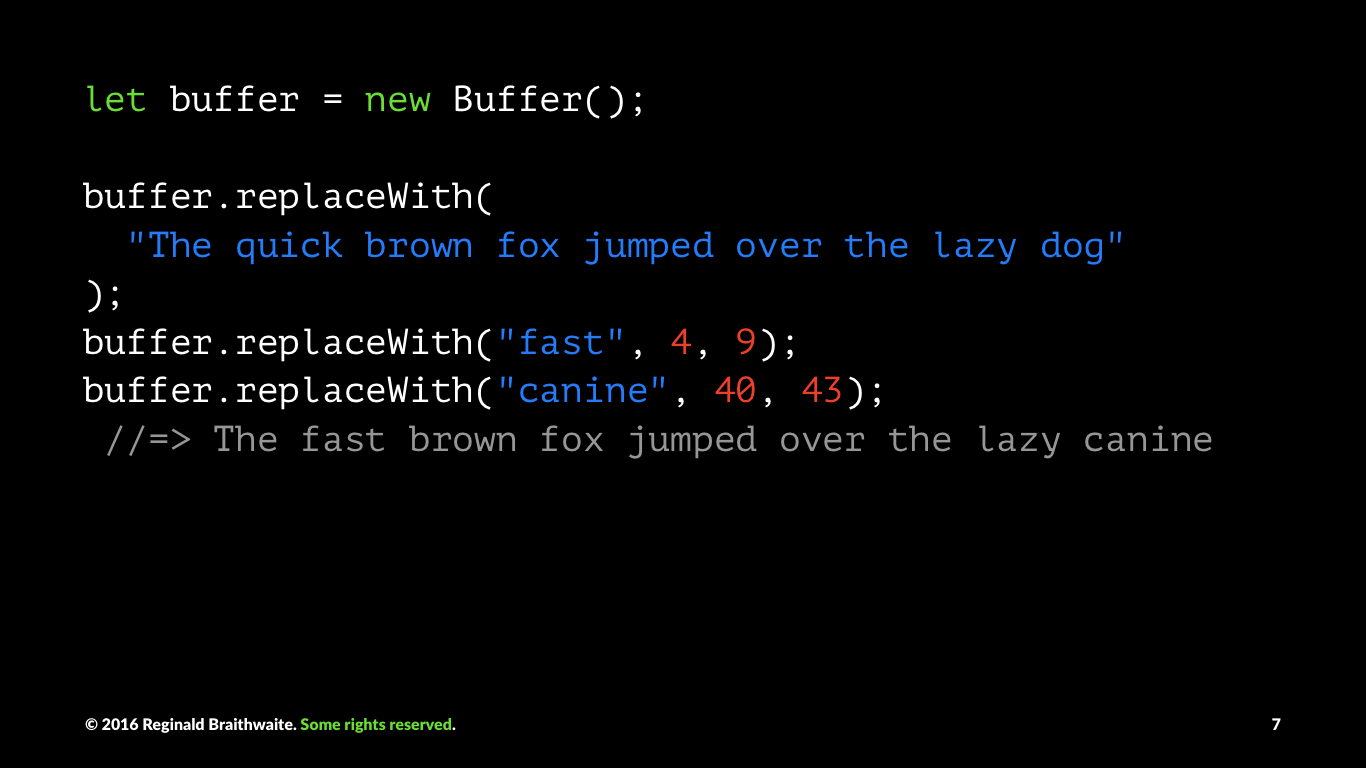 let buffer = new Buffer();
buffer.replaceWith(
  "The quick brown fox jumped over the lazy dog"
);
buffer.replaceWith("fast", 4, 9);
buffer.replaceWith("canine", 40, 43);
 //=> The fast brown fox jumped over the lazy canine
© 2016 Reginald Braithwaite. Some rights reserved.
7